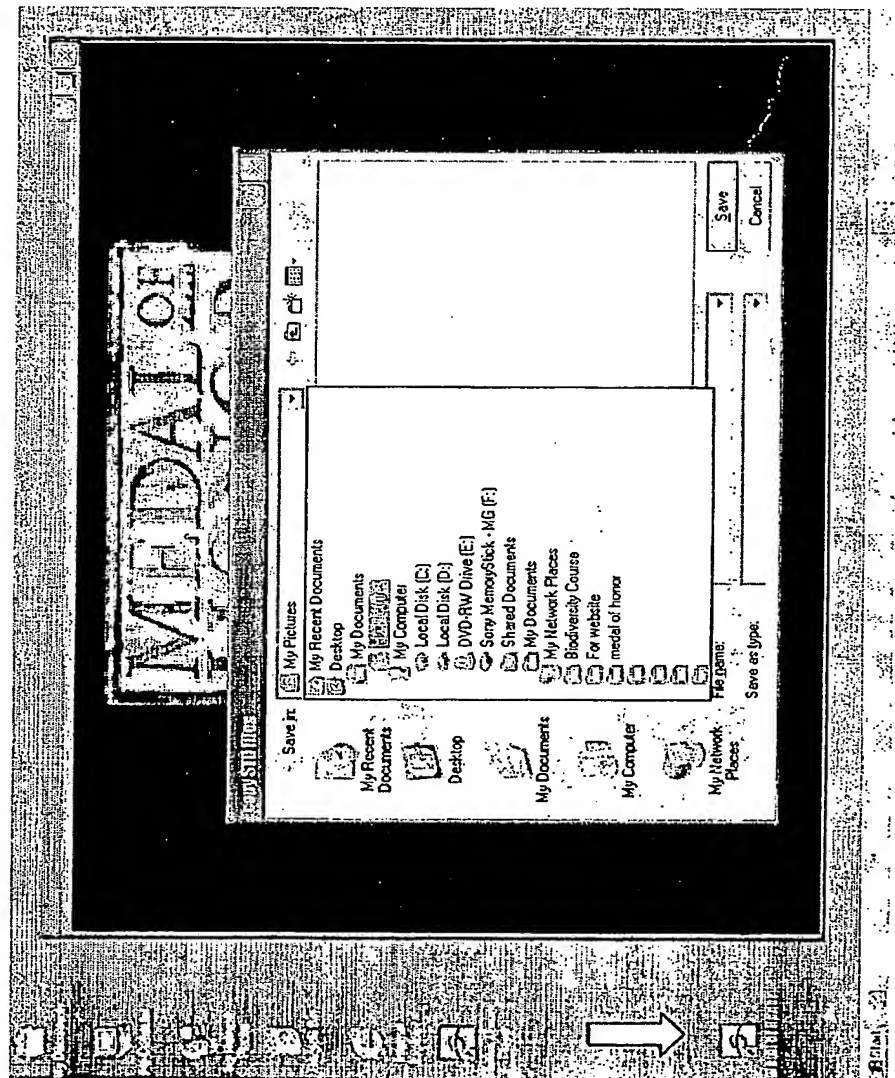 MEDAL OF
Save in:
My Pictures
My Recent Documents
Desktop
My Documents
My Computer
Local Disk (C:)
Local Disk (D:)
DVD-RW Drive (E:)
Sony MemoryStick - MG (F:)
Shared Documents
My Documents
My Network Places
Biodiversity Course
For website
medal of honor
My Recent
Documents
Desktop
My Documents
My Computer
My Network
Places
File name:
Save as type:
Save
Cancel